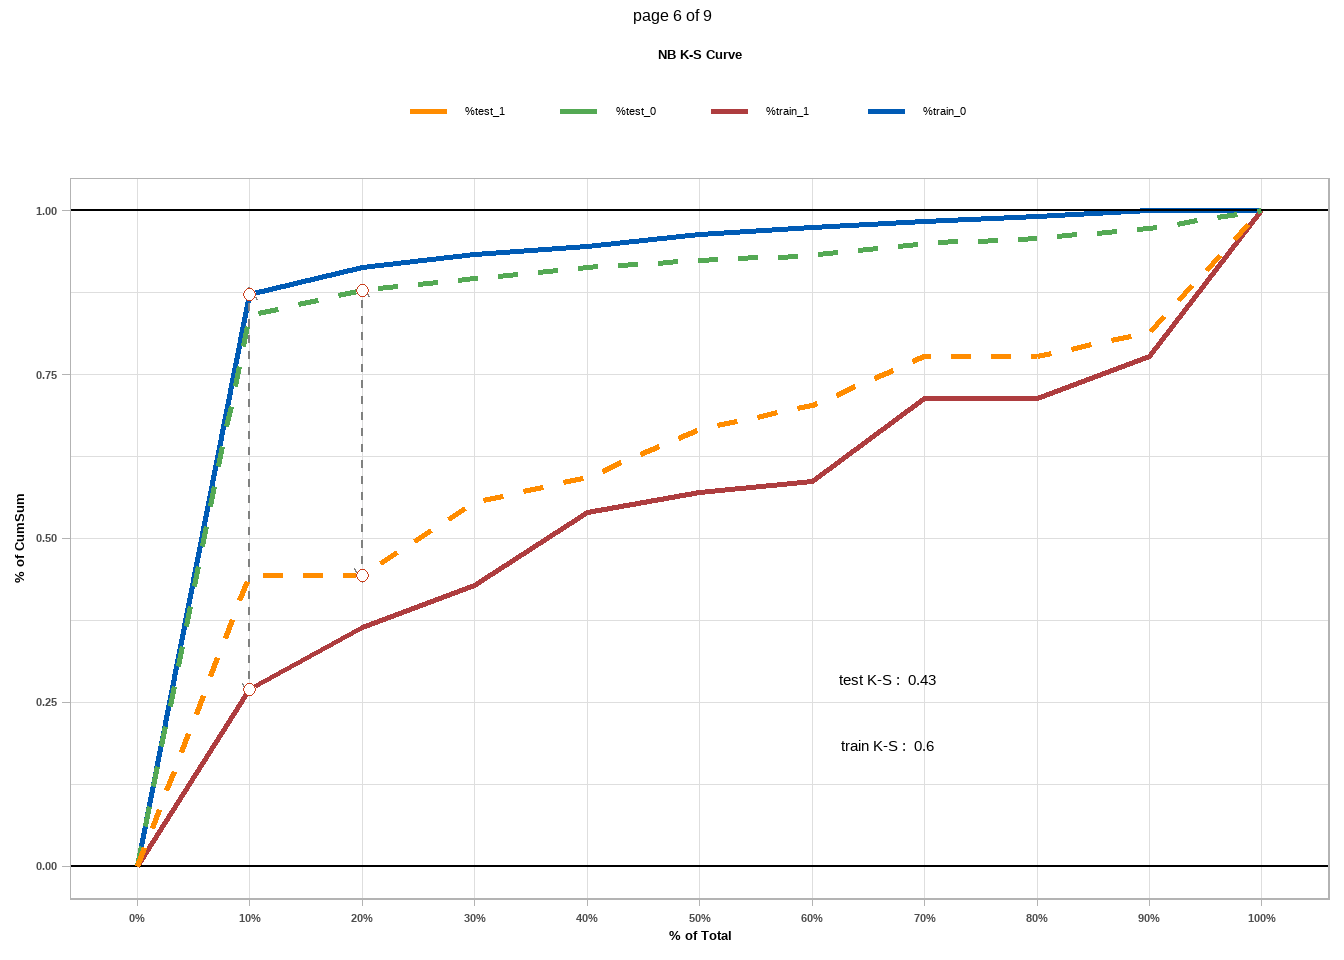 page 6 of 9
NB K-S Curve
%test_1 %test_0 %train_1 %train_0
1.00
0.75
0.50
0.25
0.00
% of CumSum
test K-S : 0.43
train K-S : 0.6
0% 10% 20% 30% 40% 50% 60% 70% 80% 90% 100%
% of Total